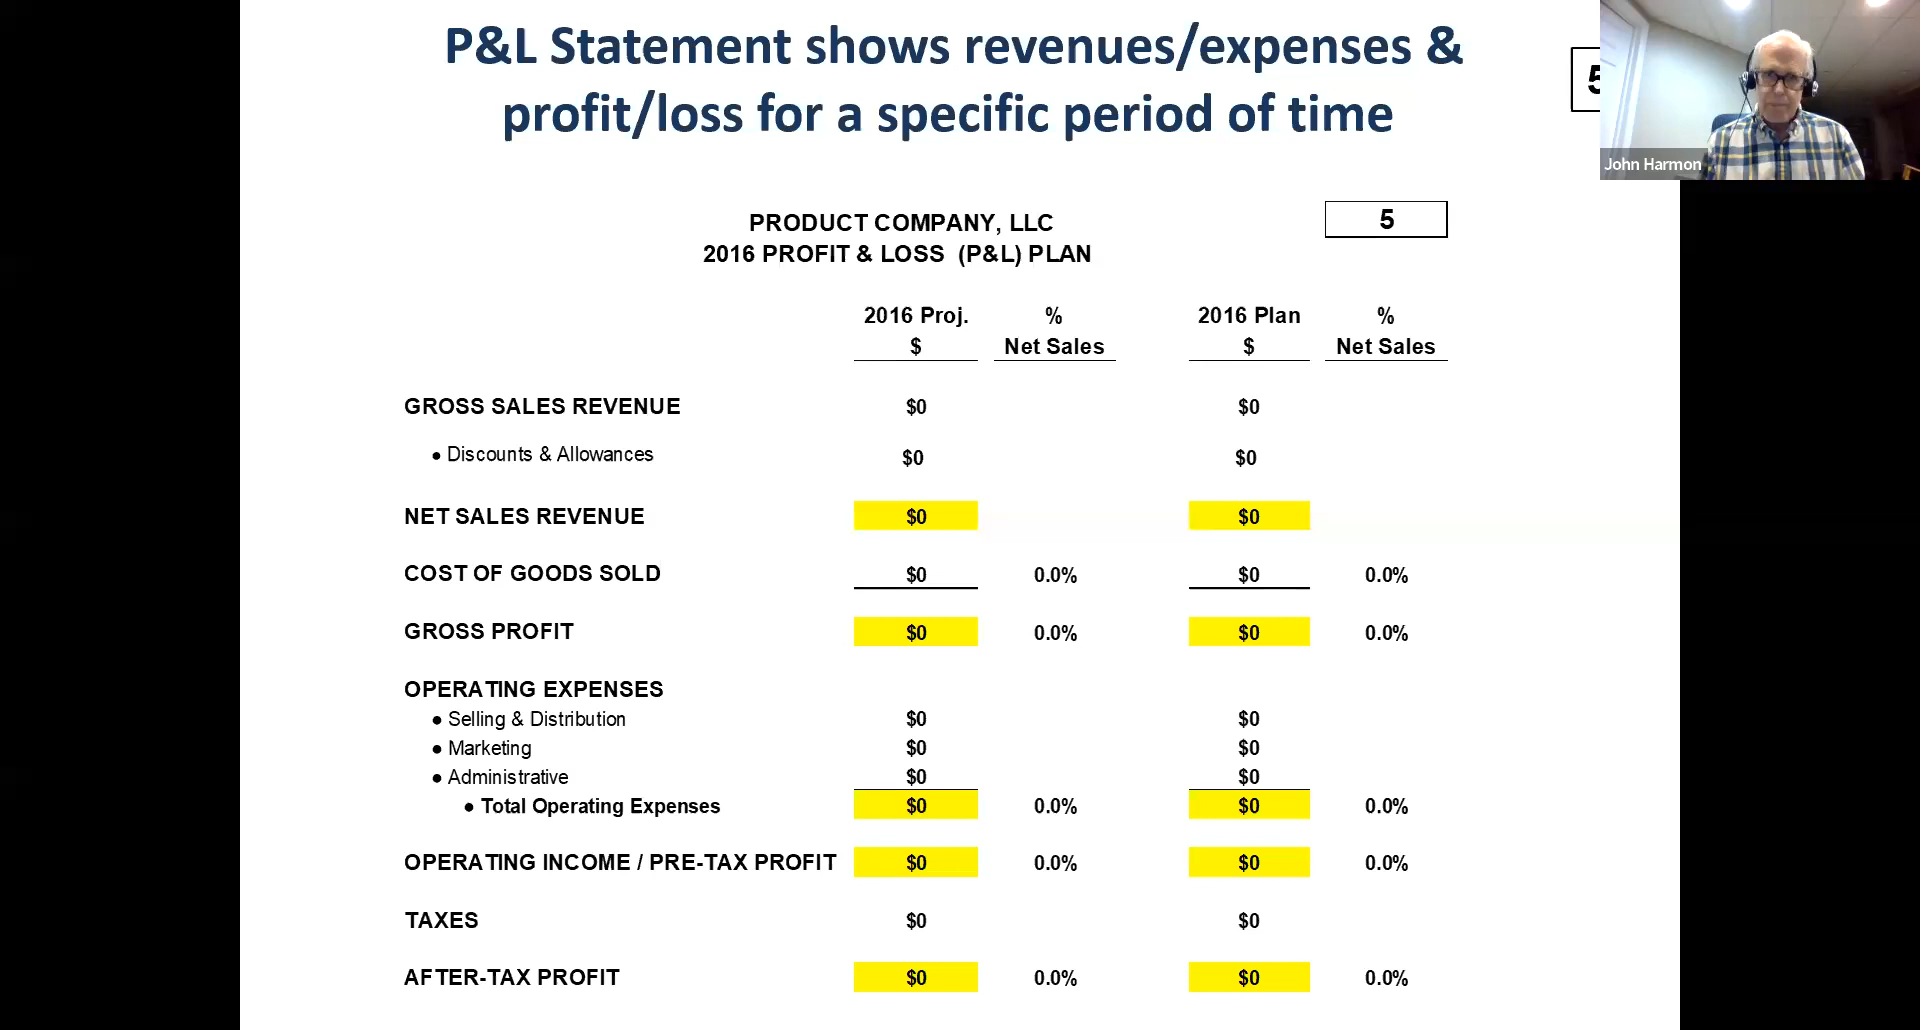 P&L Statement shows revenues/expenses &
profit/loss for a specific period of time
5
John Harmon
PRODUCT COMPANY, LLC
5
2016 PROFIT & LOSS (P&L) PLAN
2016 Proj. % 2016 Plan %
$ Net Sales $ Net Sales
GROSS SALES REVENUE $0 $0
• Discounts & Allowances $0 $0
NET SALES REVENUE $0 $0
COST OF GOODS SOLD $0 0.0% $0 0.0%
GROSS PROFIT $0 0.0% $0 0.0%
OPERATING EXPENSES
• Selling & Distribution $0 $0
• Marketing $0 $0
• Administrative $0 $0
• Total Operating Expenses $0 0.0% $0 0.0%
OPERATING INCOME / PRE-TAX PROFIT $0 0.0% $0 0.0%
TAXES $0 $0
AFTER-TAX PROFIT $0 0.0% $0 0.0%